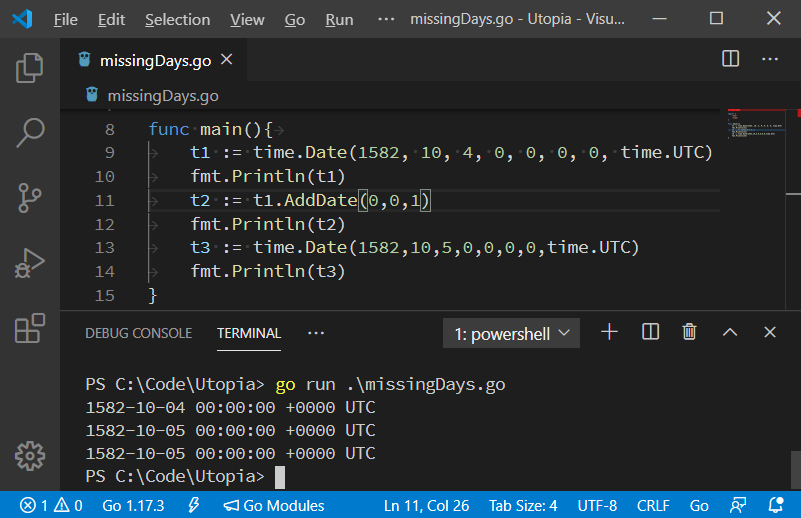 File Edit Selection View Go Run ··· missingDays.go - Utopia - Visu...
missingDays.go
missingDays.go
8 func main(){
9 t1 := time.Date(1582, 10, 4, 0, 0, 0, 0, time.UTC)
10 fmt.Println(t1)
11 t2 := t1.AddDate(0,0,1)
12 fmt.Println(t2)
13 t3 := time.Date(1582,10,5,0,0,0,0,time.UTC)
14 fmt.Println(t3)
15 }
DEBUG CONSOLE TERMINAL ··· 1: powershell
PS C:\Code\Utopia> go run .\missingDays.go
1582-10-04 00:00:00 +0000 UTC
1582-10-05 00:00:00 +0000 UTC
1582-10-05 00:00:00 +0000 UTC
PS C:\Code\Utopia>
1 0 Go 1.17.3 Go Modules Ln 11, Col 26 Tab Size: 4 UTF-8 CRLF Go